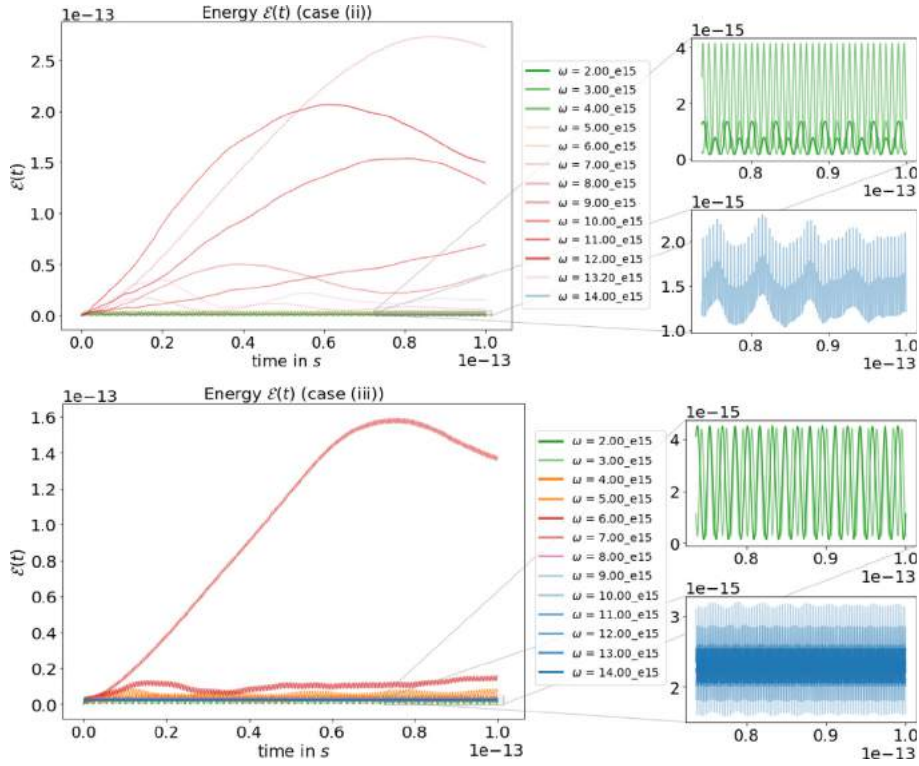 1e−13
Energy ℰ(t) (case (ii))
2.5
2.0
1.5
1.0
0.5
0.0
ℰ(t)
0.0 0.2 0.4 0.6 0.8 1.0
time in s
1e−13
ω = 2.00_e15
ω = 3.00_e15
ω = 4.00_e15
ω = 5.00_e15
ω = 6.00_e15
ω = 7.00_e15
ω = 8.00_e15
ω = 9.00_e15
ω = 10.00_e15
ω = 11.00_e15
ω = 12.00_e15
ω = 13.20_e15
ω = 14.00_e15
1e−15
4
2
0
0.8 0.9 1.0
1e−13
1e−15
2.0
1.5
1.0
0.8 0.9 1.0
1e−13
1e−13
Energy ℰ(t) (case (iii))
1.6
1.4
1.2
1.0
0.8
0.6
0.4
0.2
0.0
ℰ(t)
0.0 0.2 0.4 0.6 0.8 1.0
time in s
1e−13
ω = 2.00_e15
ω = 3.00_e15
ω = 4.00_e15
ω = 5.00_e15
ω = 6.00_e15
ω = 7.00_e15
ω = 8.00_e15
ω = 9.00_e15
ω = 10.00_e15
ω = 11.00_e15
ω = 12.00_e15
ω = 13.00_e15
ω = 14.00_e15
1e−15
4
2
0
0.8 0.9 1.0
1e−13
1e−15
3
2
0.8 0.9 1.0
1e−13